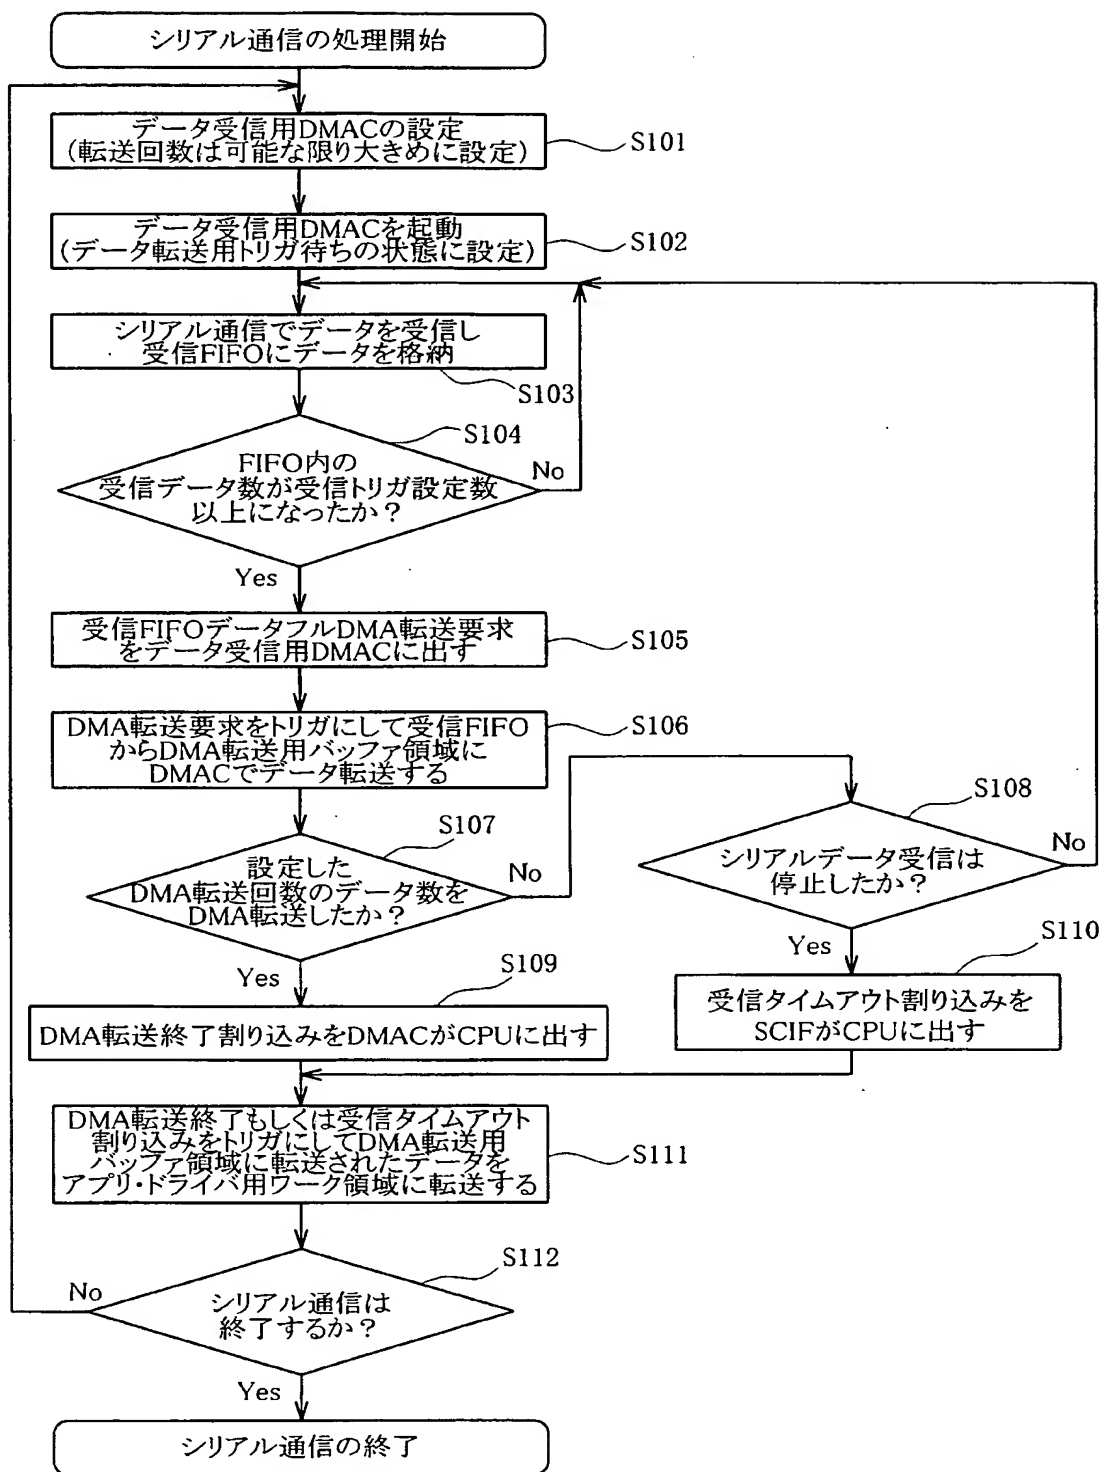 シリアル通信の処理開始
データ受信用DMACの設定
(転送回数は可能な限り大きめに設定)
S101
データ受信用DMACを起動
(データ転送用トリガ待ちの状態に設定)
S102
シリアル通信でデータを受信し
受信FIFOにデータを格納
S103
S104
FIFO内の
受信データ数が受信トリガ設定数
以上になったか?
No
Yes
受信FIFOデータフルDMA転送要求
をデータ受信用DMACに出す
S105
DMA転送要求をトリガにして受信FIFO
からDMA転送用バッファ領域に
DMACでデータ転送する
S106
S107
設定した
DMA転送回数のデータ数を
DMA転送したか?
No
Yes
S108
シリアルデータ受信は
停止したか?
No
Yes
S109
DMA転送終了割り込みをDMACがCPUに出す
S110
受信タイムアウト割り込みを
SCIFがCPUに出す
DMA転送終了もしくは受信タイムアウト
割り込みをトリガにしてDMA転送用
バッファ領域に転送されたデータを
アプリ・ドライバ用ワーク領域に転送する
S111
S112
シリアル通信は
終了するか?
No
Yes
シリアル通信の終了